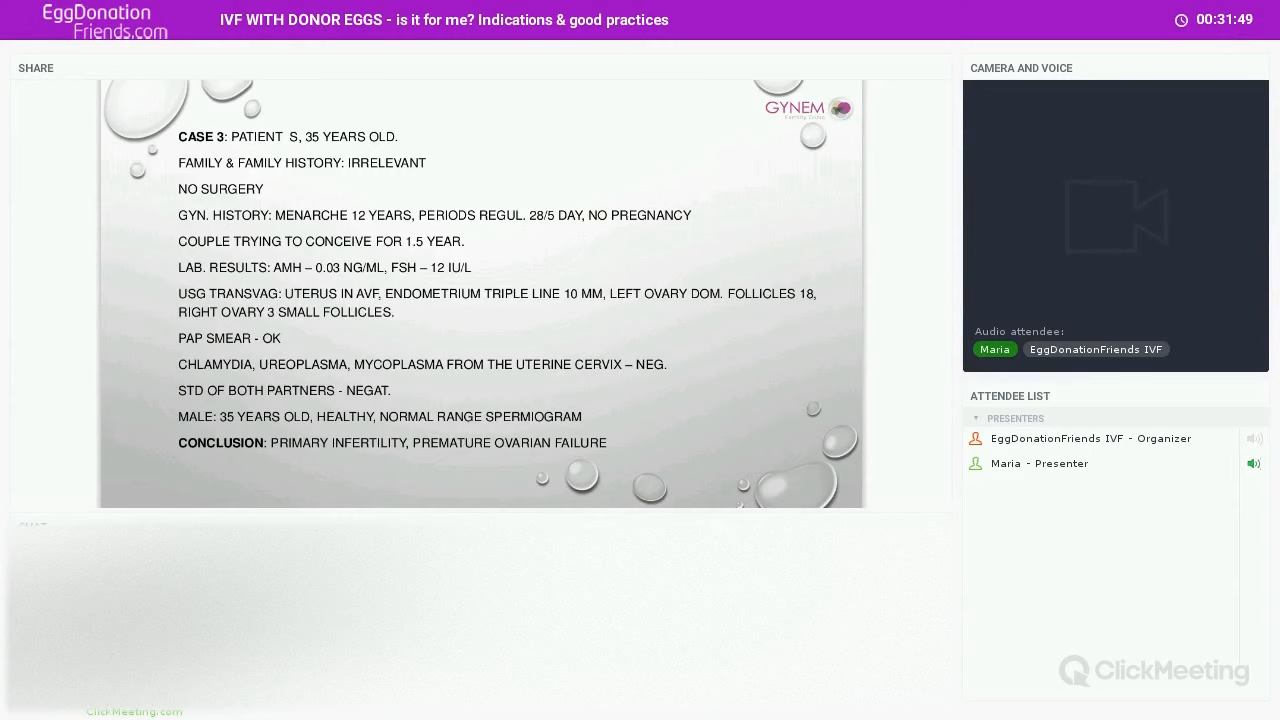 EggDonation
Friends.com
IVF WITH DONOR EGGS - is it for me? Indications & good practices
00:31:49
SHARE
GYNEM
Fertility Clinic
CASE 3: PATIENT S, 35 YEARS OLD.
FAMILY & FAMILY HISTORY: IRRELEVANT
NO SURGERY
GYN. HISTORY: MENARCHE 12 YEARS, PERIODS REGUL. 28/5 DAY, NO PREGNANCY
COUPLE TRYING TO CONCEIVE FOR 1.5 YEAR.
LAB. RESULTS: AMH – 0.03 NG/ML, FSH – 12 IU/L
USG TRANSVAG: UTERUS IN AVF, ENDOMETRIUM TRIPLE LINE 10 MM, LEFT OVARY DOM. FOLLICLES 18,
RIGHT OVARY 3 SMALL FOLLICLES.
PAP SMEAR - OK
CHLAMYDIA, UREOPLASMA, MYCOPLASMA FROM THE UTERINE CERVIX – NEG.
STD OF BOTH PARTNERS - NEGAT.
MALE: 35 YEARS OLD, HEALTHY, NORMAL RANGE SPERMIOGRAM
CONCLUSION: PRIMARY INFERTILITY, PREMATURE OVARIAN FAILURE
CAMERA AND VOICE
Audio attendee:
Maria EggDonationFriends IVF
ATTENDEE LIST
PRESENTERS
EggDonationFriends IVF - Organizer
Maria - Presenter
CHAT
ClickMeeting
ClickMeeting.com